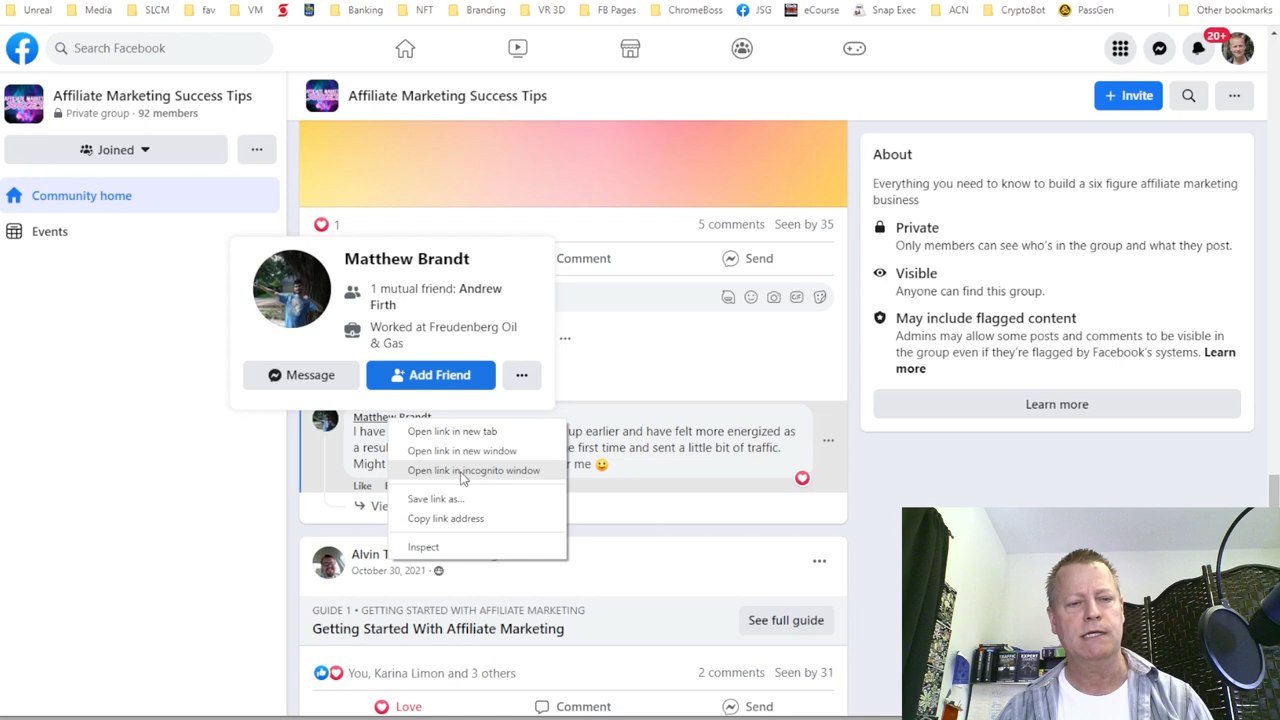 Unreal
Media
SLCM
fav
VM
Banking
NFT
Branding
VR 3D
FB Pages
ChromeBoss
JSG
eCourse
Snap Exec
ACN
CryptoBot
PassGen
Other bookmarks
Search Facebook
20+
Affiliate Marketing Success Tips
Private group · 92 members
Joined
Community home
Events
Affiliate Marketing Success Tips
+ Invite
1
5 comments Seen by 35
Comment
Send
GIF
Matthew Brandt
1 mutual friend: Andrew
Firth
Worked at Freudenberg Oil
& Gas
Message
Add Friend
Matthew Brandt
I have up earlier and have felt more energized as
a resul first time and sent a little bit of traffic.
Might r me
Like
Vie
Open link in new tab
Open link in new window
Open link in incognito window
Save link as...
Copy link address
Inspect
Alvin T
October 30, 2021 ·
GUIDE 1 • GETTING STARTED WITH AFFILIATE MARKETING
Getting Started With Affiliate Marketing
See full guide
You, Karina Limon and 3 others
2 comments Seen by 31
Love
Comment
Send
About
Everything you need to know to build a six figure affiliate marketing
business
Private
Only members can see who's in the group and what they post.
Visible
Anyone can find this group.
May include flagged content
Admins may allow some posts and comments to be visible in
the group even if they're flagged by Facebook's systems. Learn
more
Learn more